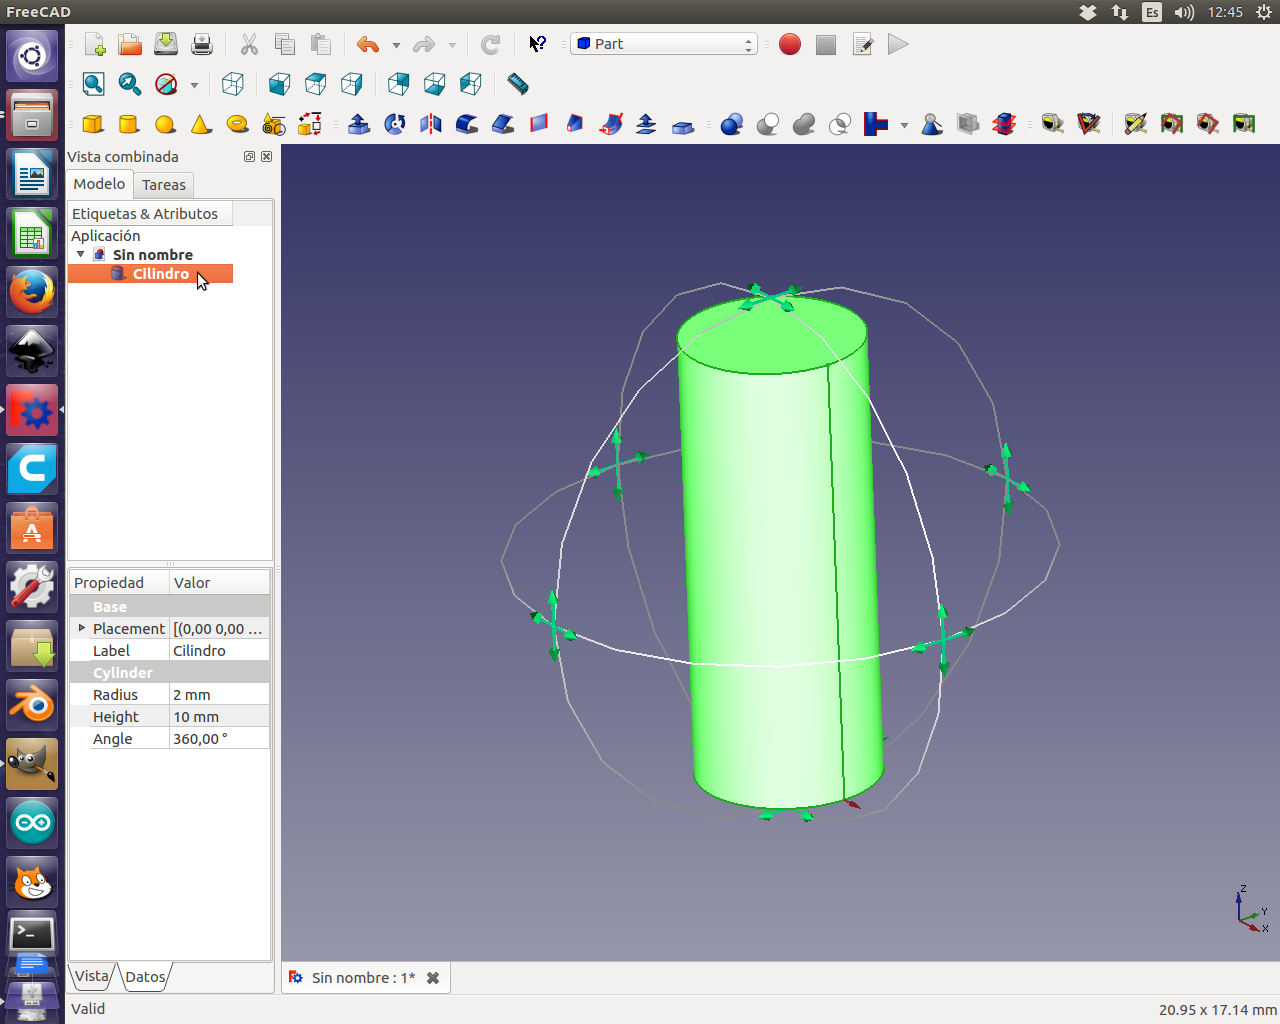 FreeCAD
Es
12:45
Part
Vista combinada
Modelo
Tareas
Etiquetas & Atributos
Aplicación
Sin nombre
Cilindro
Propiedad Valor
Base
Placement [(0,00 0,00 ...
Label Cilindro
Cylinder
Radius 2 mm
Height 10 mm
Angle 360,00 °
Z
Y
X
Vista
Datos
Sin nombre : 1*
Valid
20.95 x 17.14 mm